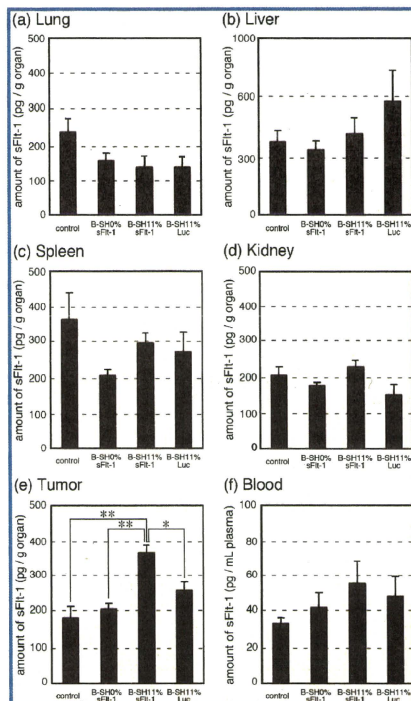 (a) Lung
amount of sFlt-1 (pg / g organ)
500
400
300
200
100
0
control
B-SH0%
sFlt-1
B-SH11%
sFlt-1
B-SH11%
Luc
(b) Liver
amount of sFlt-1 (pg / g organ)
1000
600
300
0
control
B-SH0%
sFlt-1
B-SH11%
sFlt-1
B-SH11%
Luc
(c) Spleen
amount of sFlt-1 (pg / g organ)
500
400
300
200
100
0
control
B-SH0%
sFlt-1
B-SH11%
sFlt-1
B-SH11%
Luc
(d) Kidney
amount of sFlt-1 (pg / g organ)
500
400
300
200
100
0
control
B-SH0%
sFlt-1
B-SH11%
sFlt-1
B-SH11%
Luc
(e) Tumor
amount of sFlt-1 (pg / g organ)
500
400
300
200
100
0
**
**
*
control
B-SH0%
sFlt-1
B-SH11%
sFlt-1
B-SH11%
Luc
(f) Blood
amount of sFlt-1 (pg / mL plasma)
100
80
60
40
20
0
control
B-SH0%
sFlt-1
B-SH11%
sFlt-1
B-SH11%
Luc